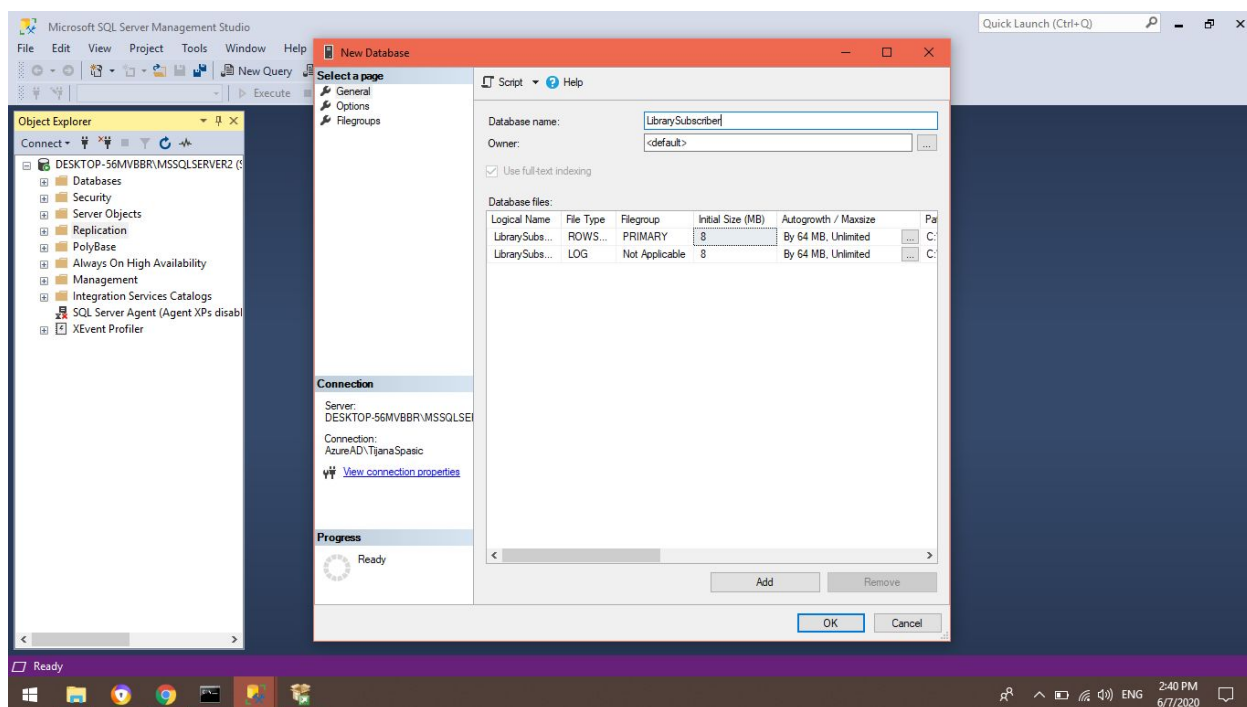 Microsoft SQL Server Management Studio
Quick Launch (Ctrl+Q)
File Edit View Project Tools Window Help
New Query
Execute
Object Explorer
Connect
DESKTOP-56MVBBR\MSSQLSERVER2 (S
Databases
Security
Server Objects
Replication
PolyBase
Always On High Availability
Management
Integration Services Catalogs
SQL Server Agent (Agent XPs disabl
XEvent Profiler
New Database
Select a page
General
Options
Filegroups
Connection
Server:
DESKTOP-56MVBBR\MSSQLSE
Connection:
AzureAD\TijanaSpasic
View connection properties
Progress
Ready
Script Help
Database name: LibrarySubscriber
Owner: <default> ...
Use full-text indexing
Database files:
Logical Name File Type Filegroup Initial Size (MB) Autogrowth / Maxsize Pa
LibrarySubs... ROWS... PRIMARY 8 By 64 MB, Unlimited ... C:
LibrarySubs... LOG Not Applicable 8 By 64 MB, Unlimited ... C:
Add Remove
OK Cancel
Ready
ENG
2:40 PM
6/7/2020